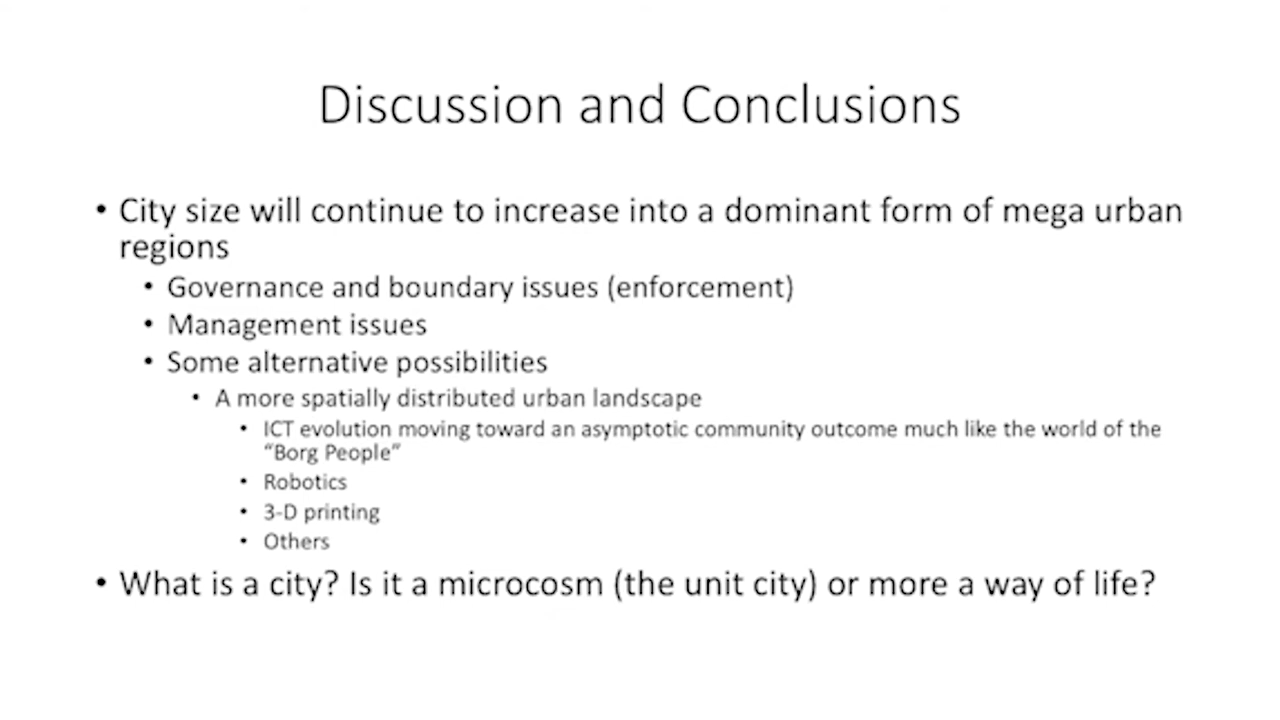 Discussion and Conclusions
• City size will continue to increase into a dominant form of mega urban
regions
• Governance and boundary issues (enforcement)
• Management issues
• Some alternative possibilities
• A more spatially distributed urban landscape
• ICT evolution moving toward an asymptotic community outcome much like the world of the
“Borg People”
• Robotics
• 3-D printing
• Others
• What is a city? Is it a microcosm (the unit city) or more a way of life?